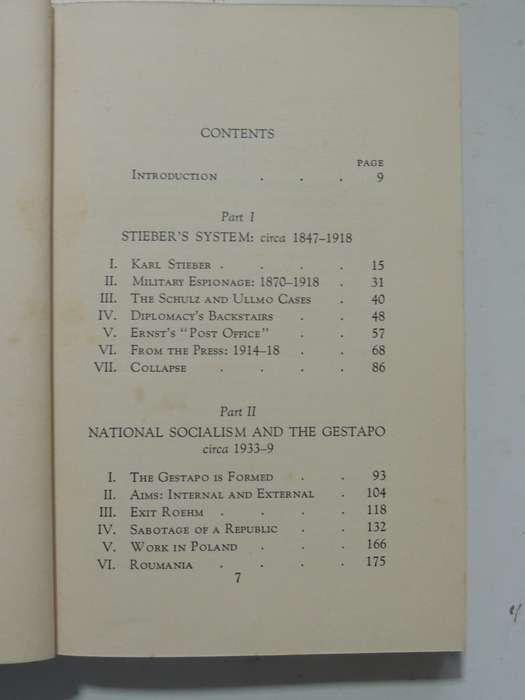 CONTENTS
PAGE
Introduction . . . 9
Part I
STIEBER'S SYSTEM: circa 1847–1918
I. Karl Stieber . . . . 15
II. Military Espionage: 1870–1918 . 31
III. The Schulz and Ullmo Cases . 40
IV. Diplomacy's Backstairs . . 48
V. Ernst's "Post Office" . . 57
VI. From the Press: 1914–18 . . 68
VII. Collapse . . . . 86
Part II
NATIONAL SOCIALISM AND THE GESTAPO
circa 1933–9
I. The Gestapo is Formed . . 93
II. Aims: Internal and External . 104
III. Exit Roehm . . . . 118
IV. Sabotage of a Republic . . 132
V. Work in Poland . . . 166
VI. Roumania . . . . 175
7